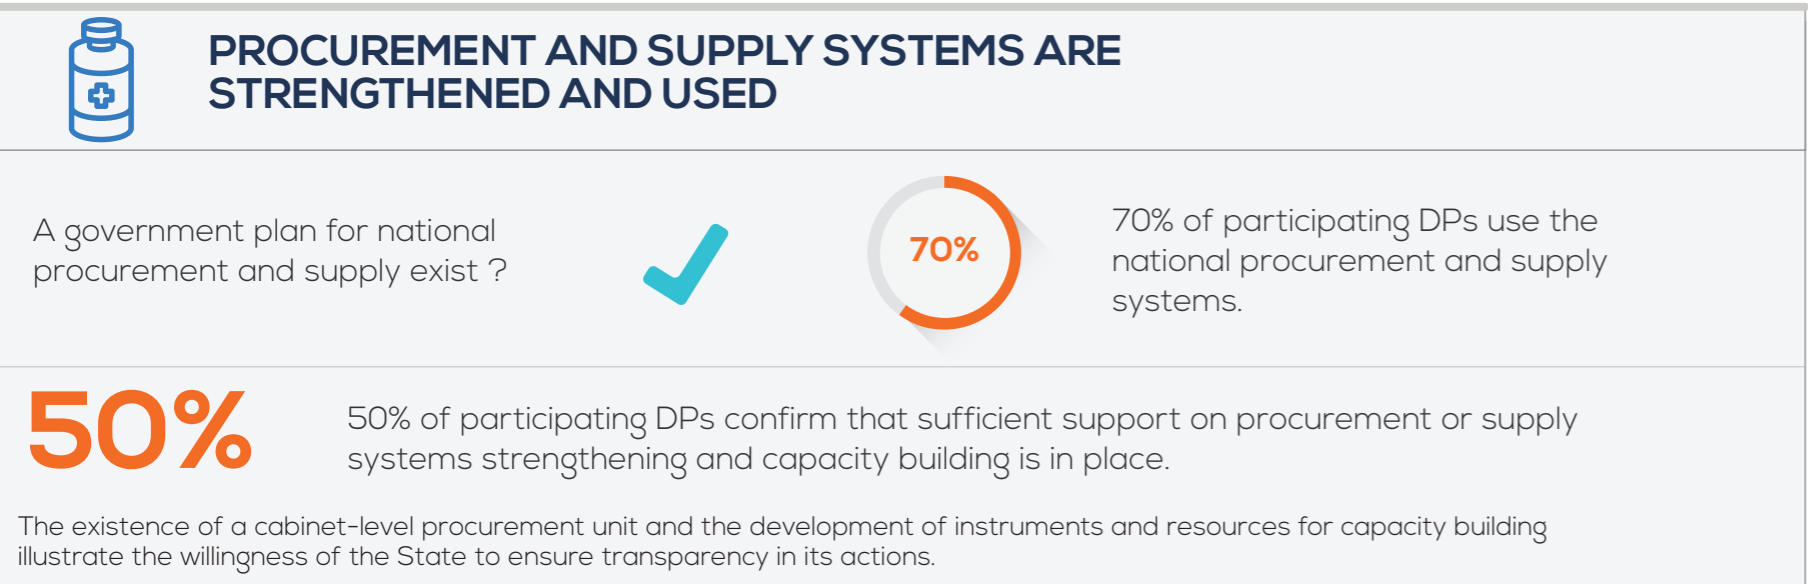 PROCUREMENT AND SUPPLY SYSTEMS ARE
STRENGTHENED AND USED
A government plan for national
procurement and supply exist ?
70%
70% of participating DPs use the
national procurement and supply
systems.
50%
50% of participating DPs confirm that sufficient support on procurement or supply
systems strengthening and capacity building is in place.
The existence of a cabinet-level procurement unit and the development of instruments and resources for capacity building
illustrate the willingness of the State to ensure transparency in its actions.